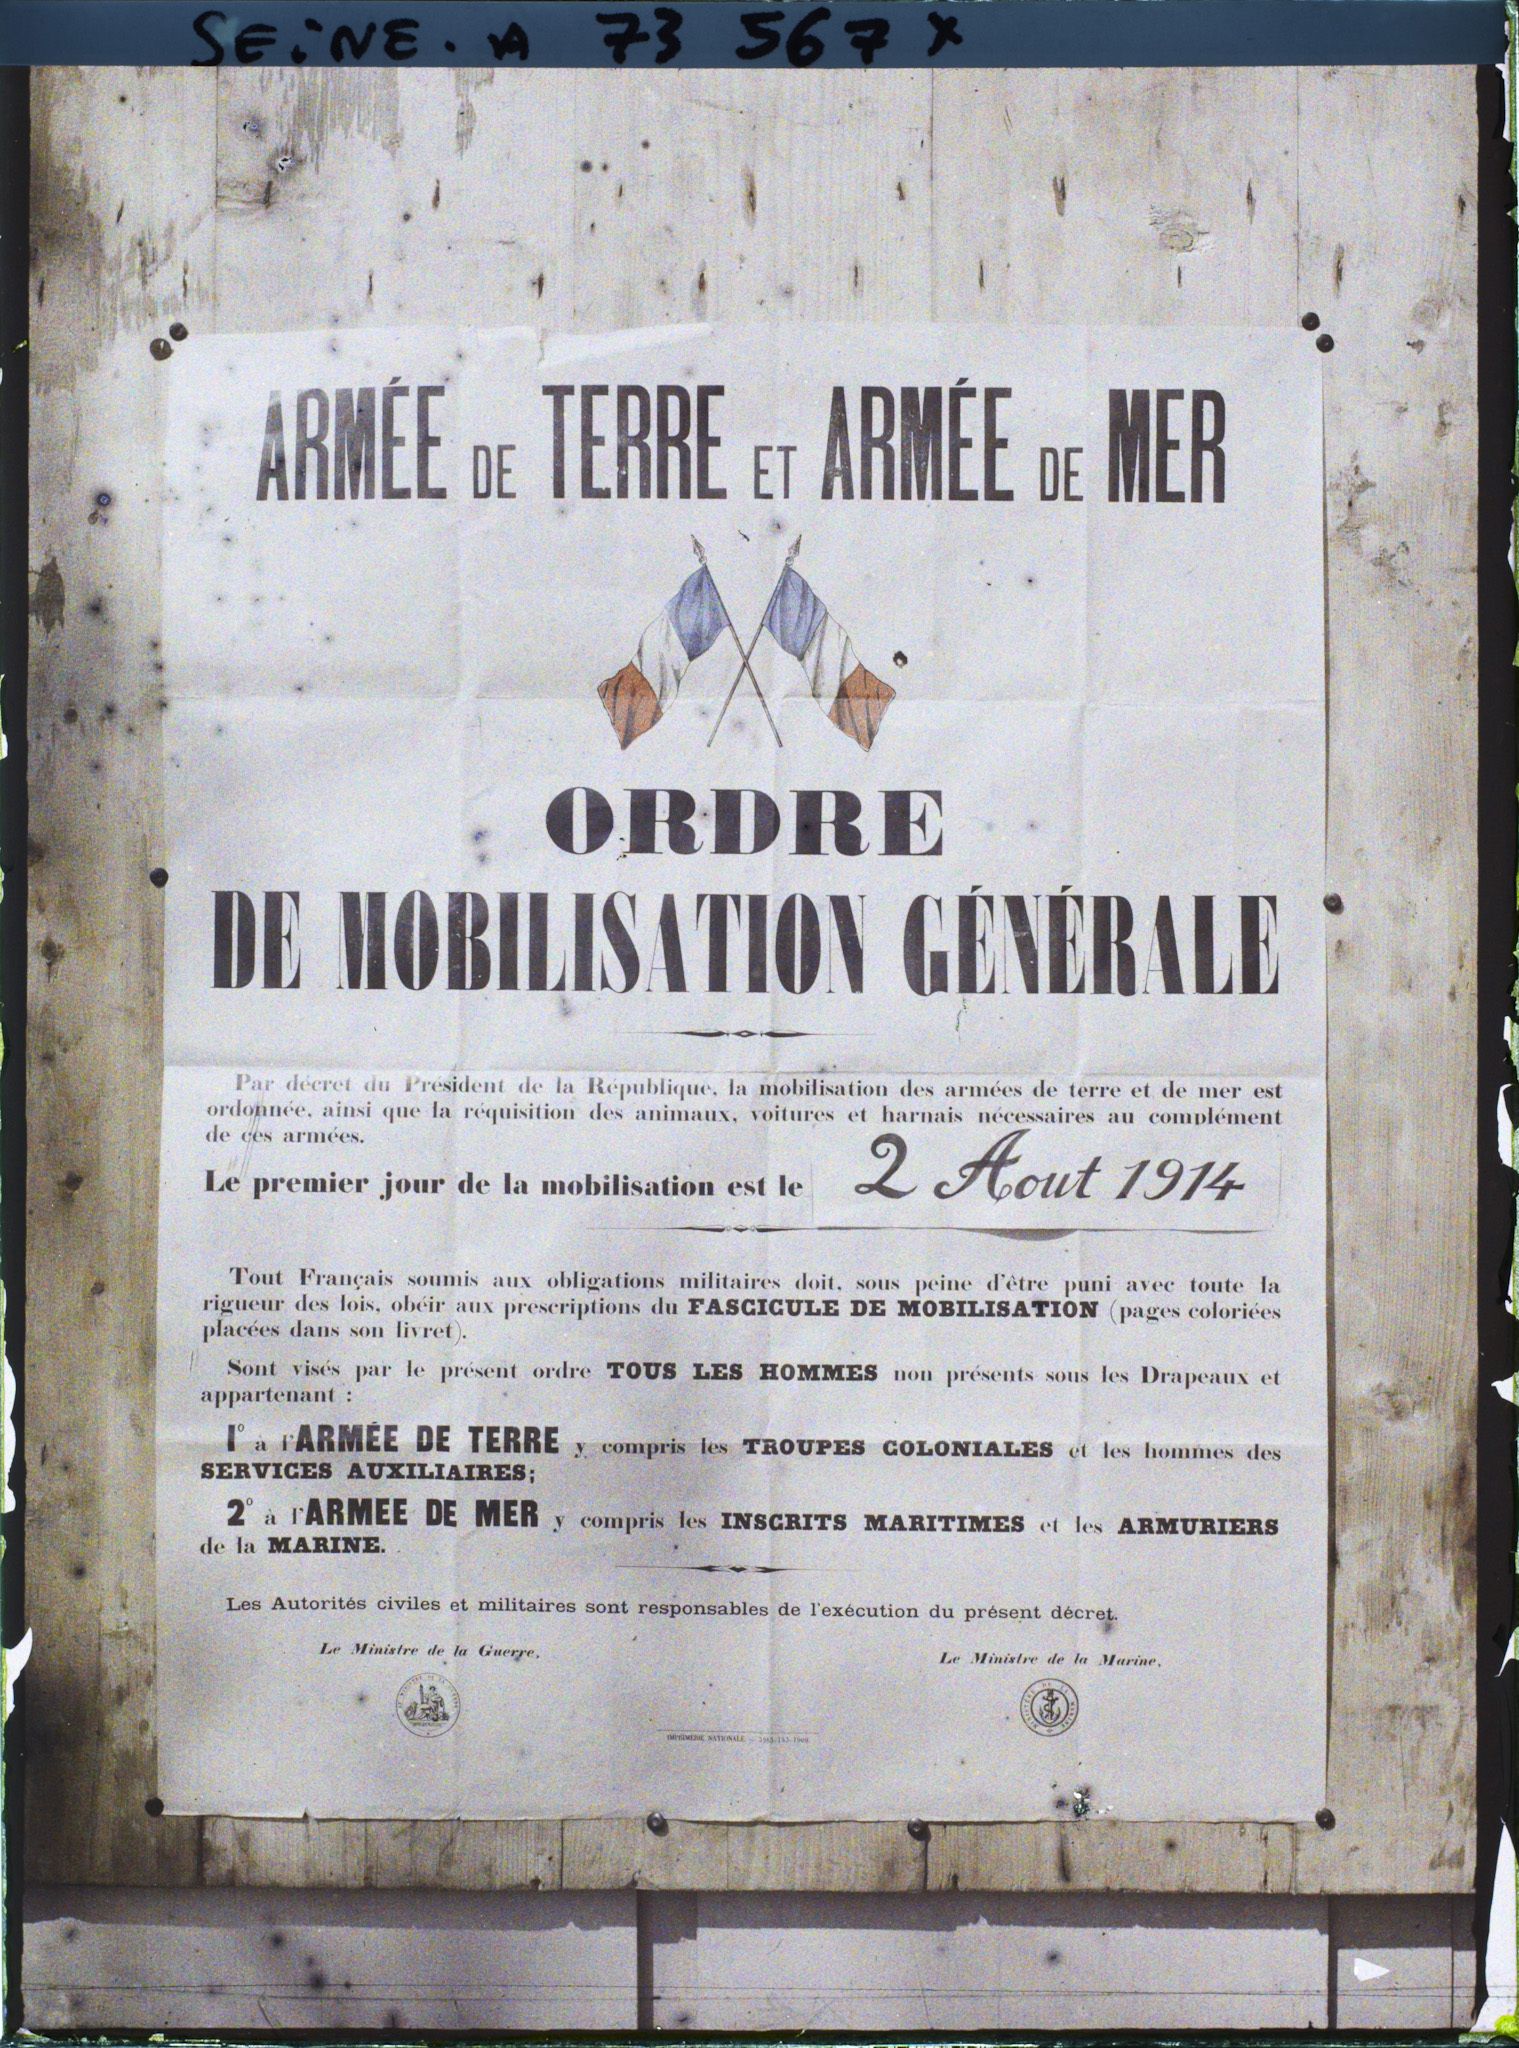 SEiNE. A 73 567 X
ARMÉE DE TERRE ET ARMÉE DE MER
ORDRE
DE MOBILISATION GÉNÉRALE
Par décret du Président de la République, la mobilisation des armées de terre et de mer est
ordonnée, ainsi que la réquisition des animaux, voitures et harnais nécessaires au complément
de ces armées.
Le premier jour de la mobilisation est le 2 Aout 1914
Tout Français soumis aux obligations militaires doit, sous peine d'être puni avec toute la
rigueur des lois, obéir aux prescriptions du FASCICULE DE MOBILISATION (pages coloriées
placées dans son livret).
Sont visés par le présent ordre TOUS LES HOMMES non présents sous les Drapeaux et
appartenant :
1° à l'ARMÉE DE TERRE y compris les TROUPES COLONIALES et les hommes des
SERVICES AUXILIAIRES;
2° à l'ARMEE DE MER y compris les INSCRITS MARITIMES et les ARMURIERS
de la MARINE.
Les Autorités civiles et militaires sont responsables de l'exécution du présent décret.
Le Ministre de la Guerre, Le Ministre de la Marine,
IMPRIMERIE NATIONALE